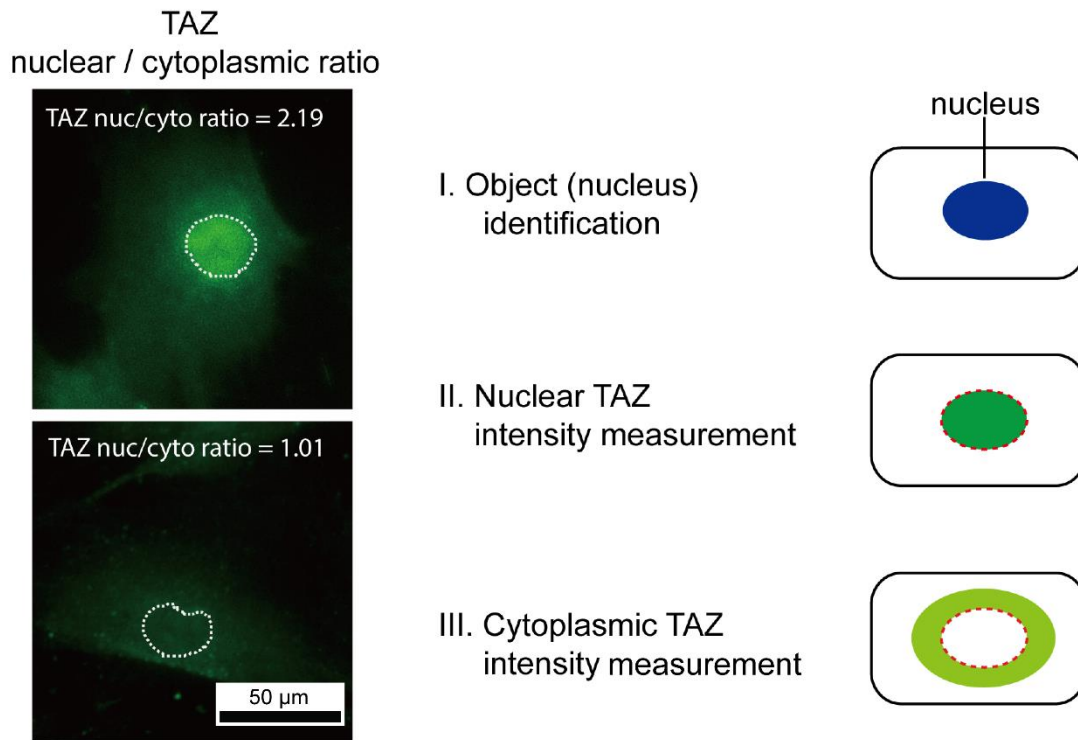 TAZ
nuclear / cytoplasmic ratio
TAZ nuc/cyto ratio = 2.19
TAZ nuc/cyto ratio = 1.01
50 μm
I. Object (nucleus)
identification
II. Nuclear TAZ
intensity measurement
III. Cytoplasmic TAZ
intensity measurement
nucleus